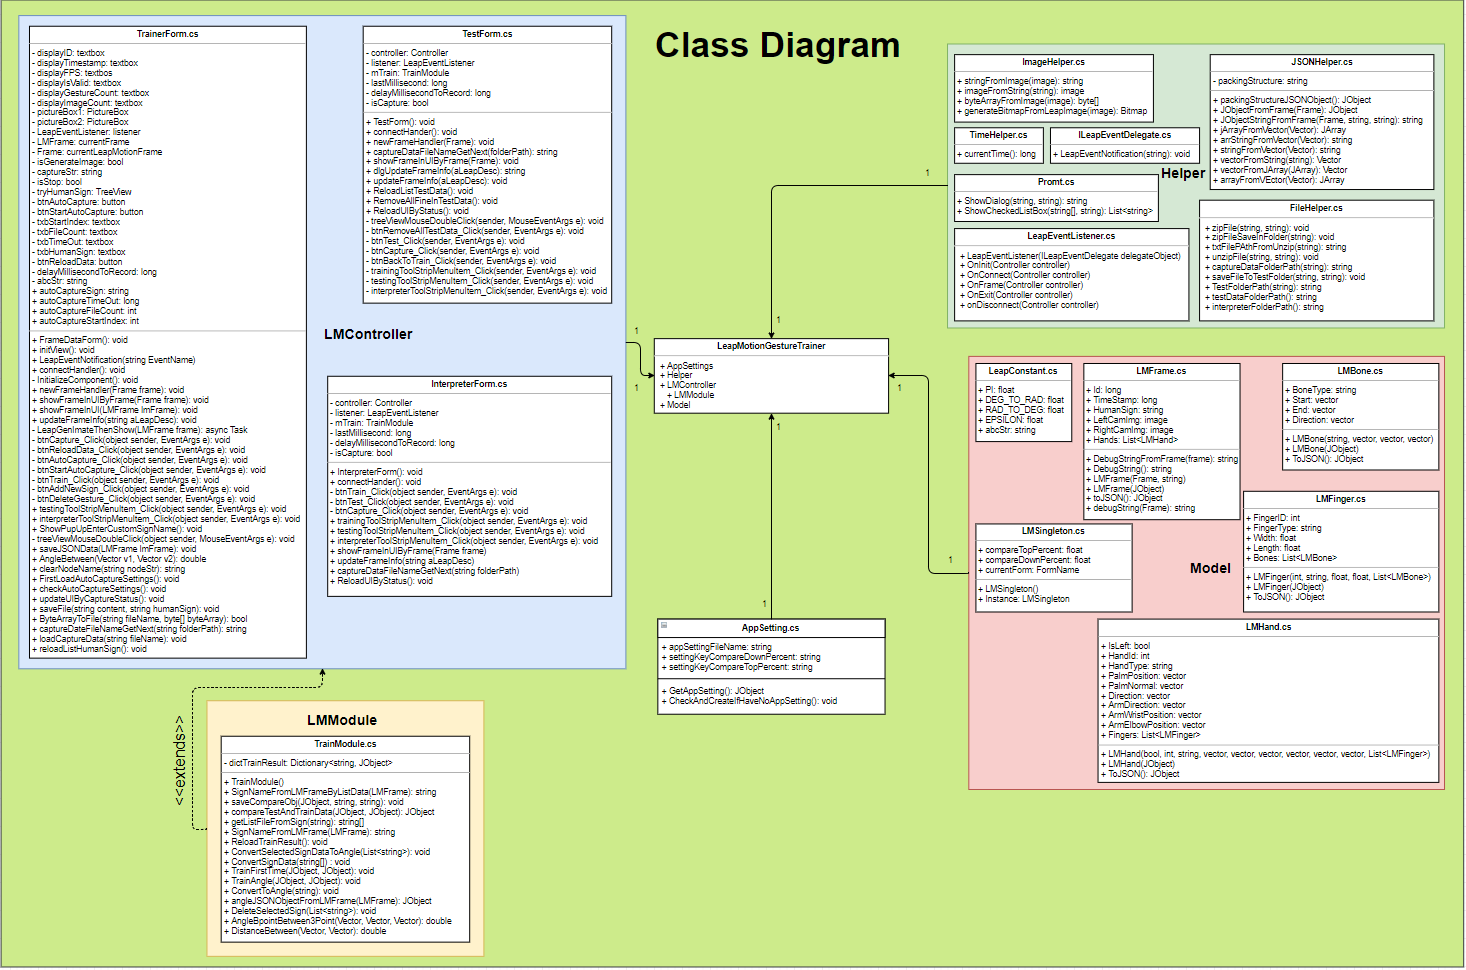 Class Diagram
TrainerForm.cs
- displayID: textbox
- displayTimestamp: textbox
- displayFPS: textbos
- displayIsValid: textbox
- displayGestureCount: textbox
- displayImageCount: textbox
- pictureBox1: PictureBox
- pictureBox2: PictureBox
- LeapEventListener: listener
- LMFrame: currentFrame
- Frame: currentLeapMotionFrame
- isGenerateImage: bool
- captureStr: string
- isStop: bool
- tryHumanSign: TreeView
- btnAutoCapture: button
- btnStartAutoCapture: button
- txbStartIndex: textbox
- txbFileCount: textbox
- txbTimeOut: textbox
- txbHumanSign: textbox
- btnReloadData: button
- delayMillisecondToRecord: long
- abcStr: string
+ autoCaptureSign: string
+ autoCaptureTimeOut: long
+ autoCaptureFileCount: int
+ autoCaptureStartIndex: int
+ FrameDataForm(): void
+ initView(): void
+ LeapEventNotification(string EventName)
+ connectHandler(): void
- InitializeComponent(): void
+ newFrameHandler(Frame frame): void
+ showFrameInUIByFrame(Frame frame): void
+ showFrameInUI(LMFrame lmFrame): void
+ updateFrameInfo(string aLeapDesc): void
- LeapGenImateThenShow(LMFrame frame): async Task
- btnCapture_Click(object sender, EventArgs e): void
- btnReloadData_Click(object sender, EventArgs e): void
- btnAutoCapture_Click(object sender, EventArgs e): void
- btnStartAutoCapture_Click(object sender, EventArgs e): void
- btnTrain_Click(object sender, EventArgs e): void
- btnAddNewSign_Click(object sender, EventArgs e): void
- btnDeleteGesture_Click(object sender, EventArgs e): void
+ testingToolStripMenuItem_Click(object sender, EventArgs e): void
+ interpreterToolStripMenuItem_Click(object sender, EventArgs e): void
+ ShowPupUpEnterCustomSignName(): void
- treeViewMouseDoubleClick(object sender, MouseEventArgs e): void
+ saveJSONData(LMFrame lmFrame): void
+ AngleBetween(Vector v1, Vector v2): double
+ clearNodeName(string nodeStr): string
+ FirstLoadAutoCaptureSettings(): void
+ checkAutoCaptureSettings(): void
+ updateUIByCaptureStatus(): void
+ saveFile(string content, string humanSign): void
+ ByteArrayToFile(string fileName, byte[] byteArray): bool
+ captureDateFileNameGetNext(string folderPath): string
+ loadCaptureData(string fileName): void
+ reloadListHumanSign(): void
TestForm.cs
- controller: Controller
- listener: LeapEventListener
- mTrain: TrainModule
- lastMillisecond: long
- delayMillisecondToRecord: long
- isCapture: bool
+ TestForm(): void
+ connectHander(): void
+ newFrameHandler(Frame): void
+ captureDataFileNameGetNext(folderPath): string
+ showFrameInUIByFrame(Frame): void
+ dlgUpdateFrameInfo(aLeapDesc): string
+ updateFrameInfo(aLeapDesc): void
+ ReloadListTestData(): void
+ RemoveAllFineInTestData(): void
+ ReloadUIByStatus(): void
- treeViewMouseDoubleClick(sender, MouseEventArgs e): void
- btnRemoveAllTestData_Click(sender, EventArgs e): void
- btnTest_Click(sender, EventArgs e): void
- btnCapture_Click(sender, EventArgs e): void
- btnBackToTrain_Click(sender, EventArgs e): void
- trainingToolStripMenuItem_Click(sender, EventArgs e): void
- testingToolStripMenuItem_Click(sender, EventArgs e): void
- interpreterToolStripMenuItem_Click(sender, EventArgs e): void
LMController
InterpreterForm.cs
- controller: Controller
- listener: LeapEventListener
- mTrain: TrainModule
- lastMillisecond: long
- delayMillisecondToRecord: long
- isCapture: bool
+ InterpreterForm(): void
+ connectHander(): void
- btnTrain_Click(object sender, EventArgs e): void
- btnTest_Click(object sender, EventArgs e): void
- btnCapture_Click(object sender, EventArgs e): void
+ trainingToolStripMenuItem_Click(object sender, EventArgs e): void
+ testingToolStripMenuItem_Click(object sender, EventArgs e): void
+ interpreterToolStripMenuItem_Click(object sender, EventArgs e): void
+ showFrameInUIByFrame(Frame frame)
+ updateFrameInfo(string aLeapDesc)
+ captureDataFileNameGetNext(string folderPath)
+ ReloadUIByStatus(): void
<<extends>>
LMModule
TrainModule.cs
- dictTrainResult: Dictionary<string, JObject>
+ TrainModule()
+ SignNameFromLMFrameByListData(LMFrame): string
+ saveCompareObj(JObject, string, string): void
+ compareTestAndTrainData(JObject, JObject): JObject
+ getListFileFromSign(string): string[]
+ SignNameFromLMFrame(LMFrame): string
+ ReloadTrainResult(): void
+ ConvertSelectedSignDataToAngle(List<string>): void
+ ConvertSignData(string[]) : void
+ TrainFirstTime(JObject, JObject): void
+ TrainAngle(JObject, JObject): void
+ ConvertToAngle(string): void
+ angleJSONObjectFromLMFrame(LMFrame): JObject
+ DeleteSelectedSign(List<string>): void
+ AngleBpointBetween3Point(Vector, Vector, Vector): double
+ DistanceBetween(Vector, Vector): double
1
1
LeapMotionGestureTrainer
+ AppSettings
+ Helper
+ LMController
+ LMModule
+ Model
1
1
1
1
1
1
AppSetting.cs
+ appSettingFileName: string
+ settingKeyCompareDownPercent: string
+ settingKeyCompareTopPercent: string
+ GetAppSetting(): JObject
+ CheckAndCreateIfHaveNoAppSetting(): void
ImageHelper.cs
+ stringFromImage(image): string
+ imageFromString(string): image
+ byteArrayFromImage(image): byte[]
+ generateBitmapFromLeapImage(image): Bitmap
TimeHelper.cs
+ currentTime(): long
ILeapEventDelegate.cs
+ LeapEventNotification(string): void
JSONHelper.cs
- packingStructure: string
+ packingStructureJSONObject(): JObject
+ JObjectFromFrame(Frame): JObject
+ JObjectStringFromFrame(Frame, string, string): string
+ jArrayFromVector(Vector): JArray
+ arrStringFromVector(Vector): string
+ stringFromVector(Vector): string
+ vectorFromString(string): Vector
+ vectorFromJArray(JArray): Vector
+ arrayFromVEctor(Vector): JArray
Helper
Promt.cs
+ ShowDialog(string, string): string
+ ShowCheckedListBox(string[], string): List<string>
LeapEventListener.cs
+ LeapEventListener(ILeapEventDelegate delegateObject)
+ OnInit(Controller controller)
+ OnConnect(Controller controller)
+ OnFrame(Controller controller)
+ OnExit(Controller controller)
+ onDisconnect(Controller controller)
FileHelper.cs
+ zipFile(string, string): void
+ zipFileSaveInFolder(string): void
+ txtFilePAthFromUnzip(string): string
+ unzipFile(string, string): void
+ captureDataFolderPath(string): string
+ saveFileToTestFolder(string, string): void
+ TestFolderPath(string): string
+ testDataFolderPath(): string
+ interpreterFolderPath(): string
LeapConstant.cs
+ PI: float
+ DEG_TO_RAD: float
+ RAD_TO_DEG: float
+ EPSILON: float
+ abcStr: string
LMFrame.cs
+ Id: long
+ TimeStamp: long
+ HumanSign: string
+ LeftCamImg: image
+ RightCamImg: image
+ Hands: List<LMHand>
+ DebugStringFromFrame(frame): string
+ DebugString(): string
+ LMFrame(Frame, string)
+ LMFrame(JObject)
+ toJSON(): JObject
+ debugString(Frame): string
LMBone.cs
+ BoneType: string
+ Start: vector
+ End: vector
+ Direction: vector
+ LMBone(string, vector, vector, vector)
+ LMBone(JObject)
+ ToJSON(): JObject
LMSingleton.cs
+ compareTopPercent: float
+ compareDownPercent: float
+ currentForm: FormName
+ LMSingleton()
+ Instance: LMSingleton
Model
LMFinger.cs
+ FingerID: int
+ FingerType: string
+ Width: float
+ Length: float
+ Bones: List<LMBone>
+ LMFinger(int, string, float, float, List<LMBone>)
+ LMFinger(JObject)
+ ToJSON(): JObject
LMHand.cs
+ IsLeft: bool
+ HandId: int
+ HandType: string
+ PalmPosition: vector
+ PalmNormal: vector
+ Direction: vector
+ ArmDirection: vector
+ ArmWristPosition: vector
+ ArmElbowPosition: vector
+ Fingers: List<LMFinger>
+ LMHand(bool, int, string, vector, vector, vector, vector, vector, vector, List<LMFinger>)
+ LMHand(JObject)
+ ToJSON(): JObject